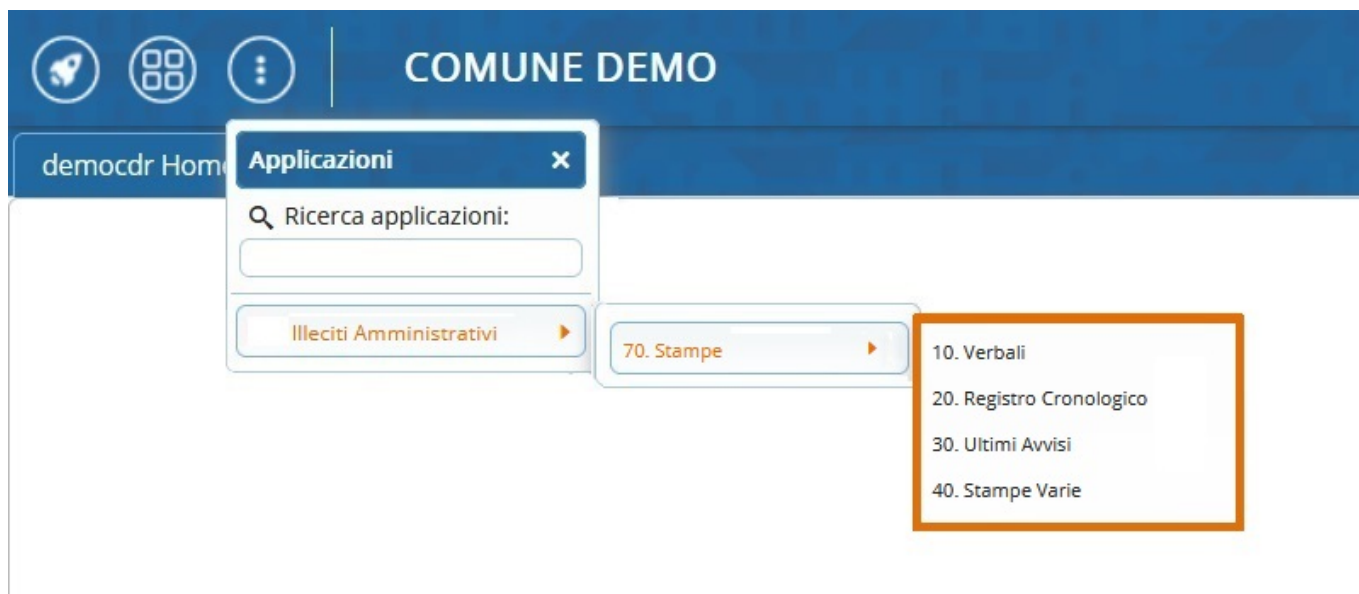 COMUNE DEMO
democdr Hom
Applicazioni
Ricerca applicazioni:
Illeciti Amministrativi
70. Stampe
10. Verbali
20. Registro Cronologico
30. Ultimi Avvisi
40. Stampe Varie